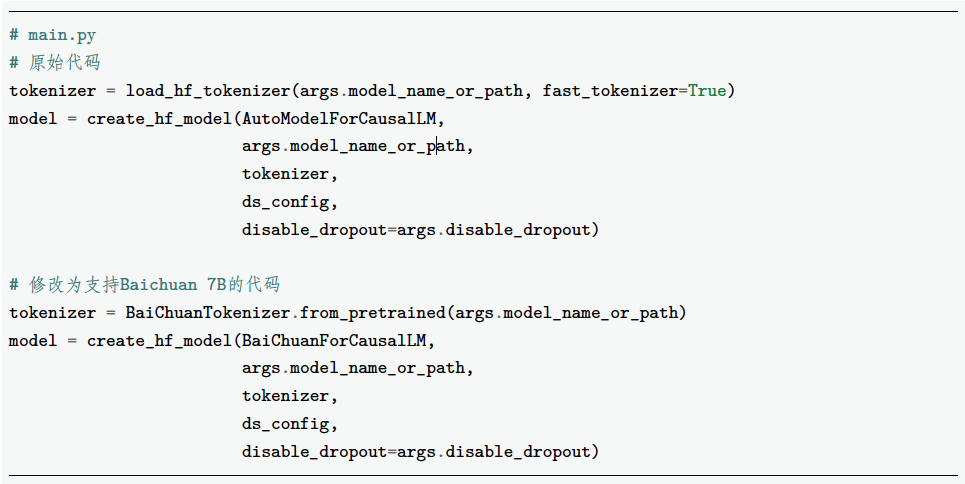 # main.py
# 原始代码
tokenizer = load_hf_tokenizer(args.model_name_or_path, fast_tokenizer=True)
model = create_hf_model(AutoModelForCausalLM,
                        args.model_name_or_path,
                        tokenizer,
                        ds_config,
                        disable_dropout=args.disable_dropout)

# 修改为支持Baichuan 7B的代码
tokenizer = BaiChuanTokenizer.from_pretrained(args.model_name_or_path)
model = create_hf_model(BaiChuanForCausalLM,
                        args.model_name_or_path,
                        tokenizer,
                        ds_config,
                        disable_dropout=args.disable_dropout)